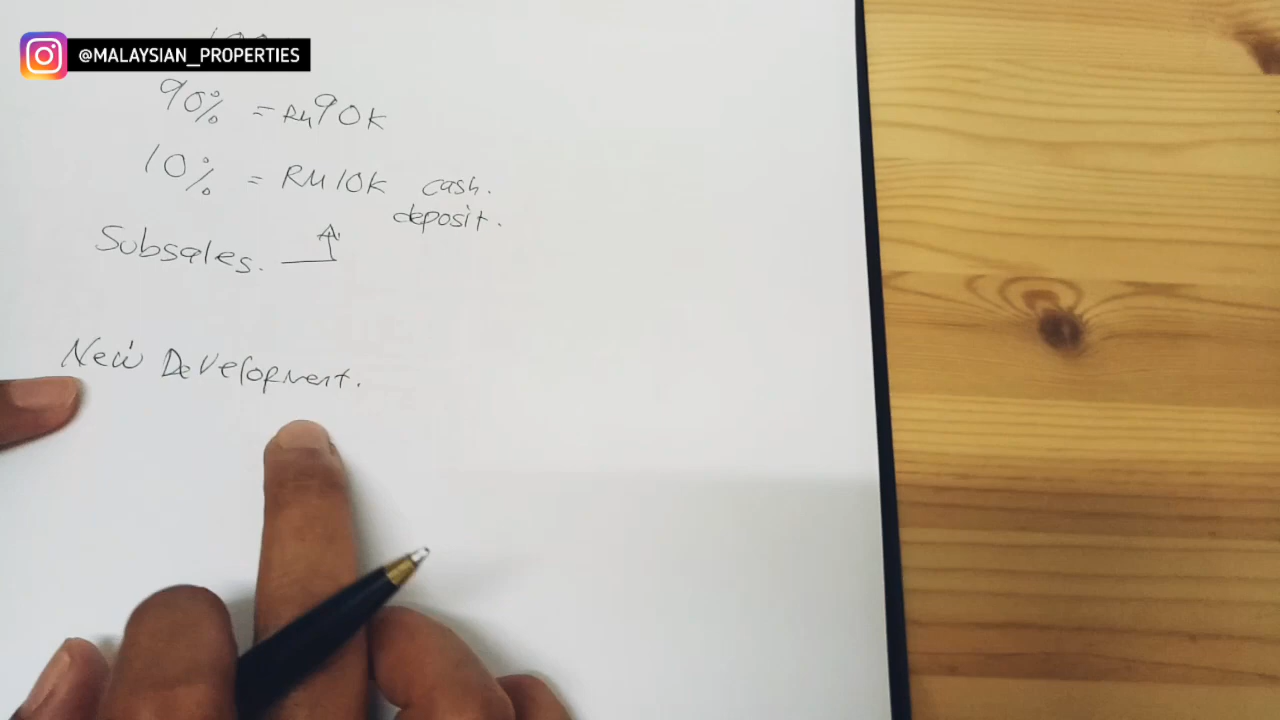 @MALAYSIAN_PROPERTIES
90% = RM90K
10% = RM10K cash.
deposit.
Subsales.
New Development.